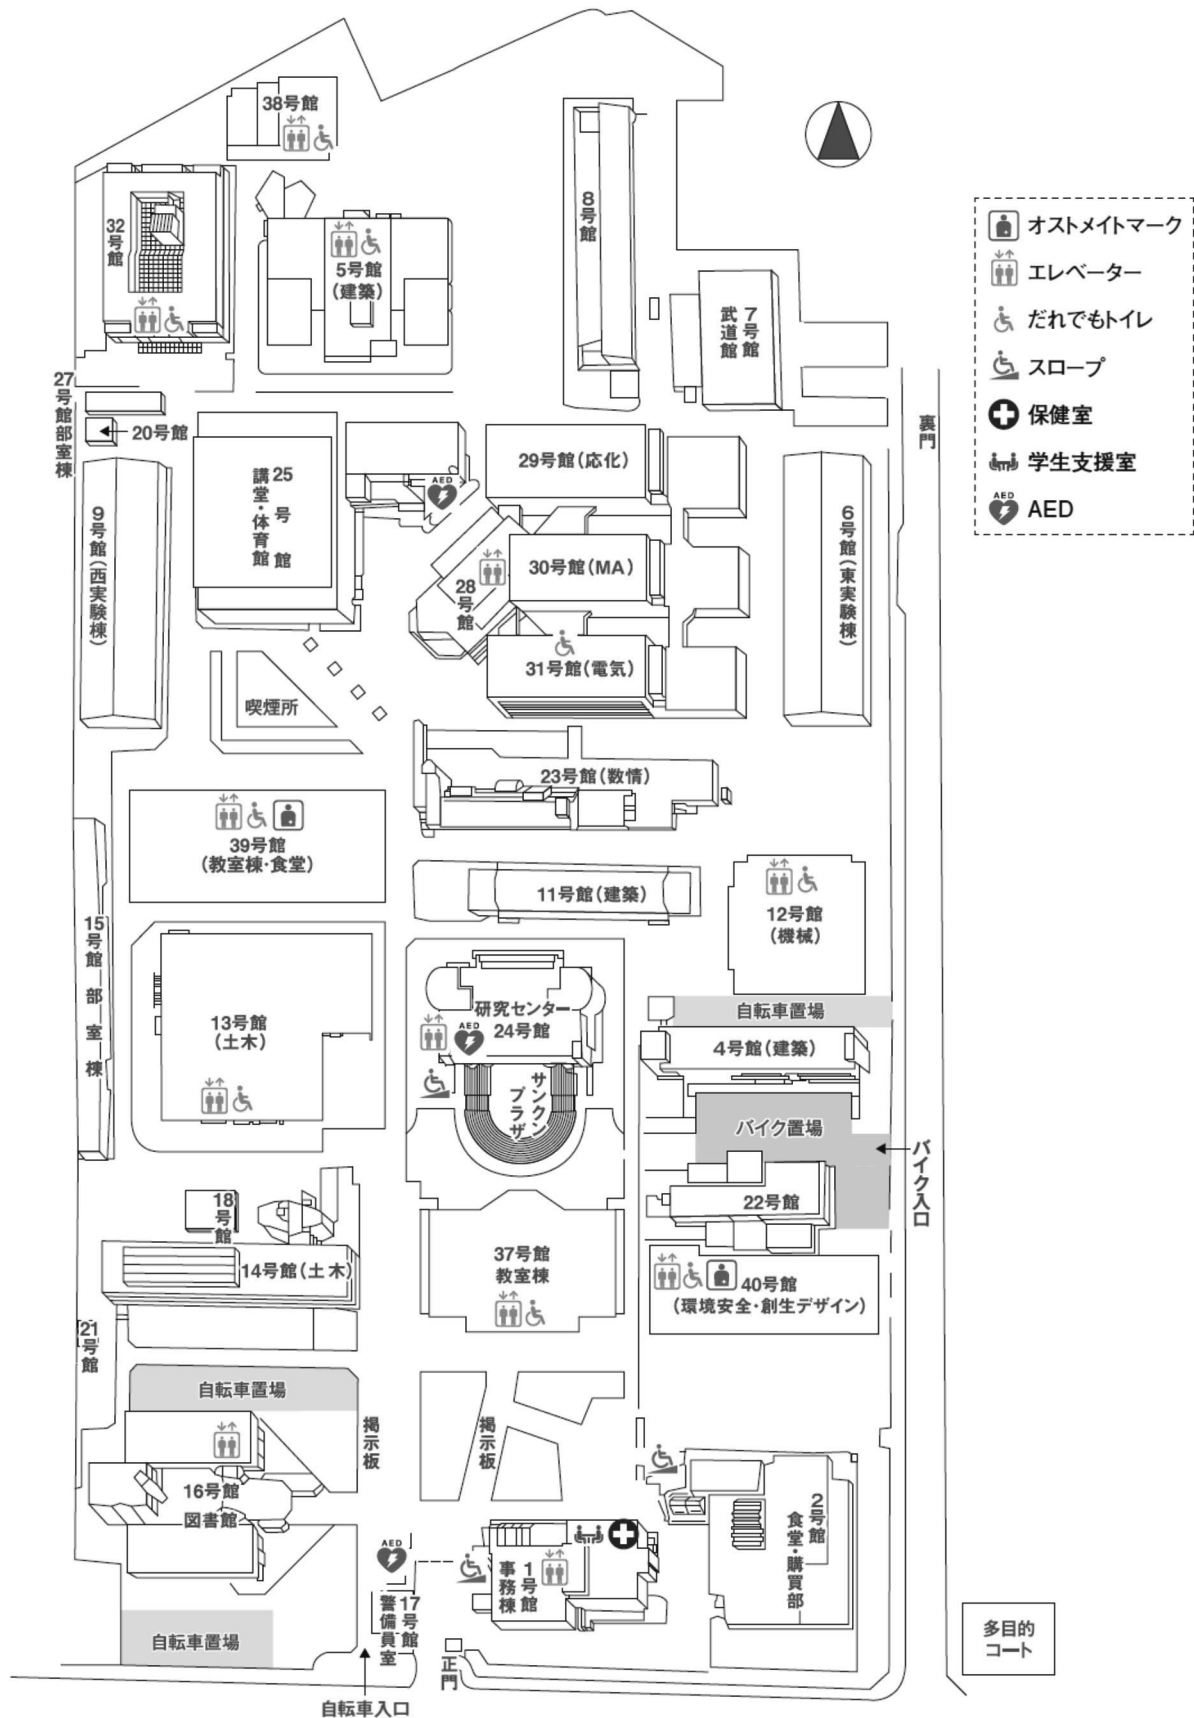 38号館
32号館
5号館
(建築)
8号館
7号館
武道館
オストメイトマーク
エレベーター
だれでもトイレ
スロープ
保健室
学生支援室
AED
AED
27号館部室棟
20号館
裏門
25号館
講堂・体育館
AED
29号館(応化)
9号館(西実験棟)
6号館(東実験棟)
30号館(MA)
28号館
31号館(電気)
喫煙所
23号館(数情)
39号館
(教室棟・食堂)
11号館(建築)
12号館
(機械)
15号館部室棟
13号館
(土木)
研究センター
24号館
AED
自転車置場
4号館(建築)
サンクン
プラザ
バイク置場
バイク入口
18号館
22号館
14号館(土木)
37号館
教室棟
40号館
(環境安全・創生デザイン)
21号館
自転車置場
掲示板
掲示板
16号館
図書館
2号館
食堂・購買部
AED
1号館
事務棟
17号館
警備員室
自転車置場
正門
自転車入口
多目的
コート